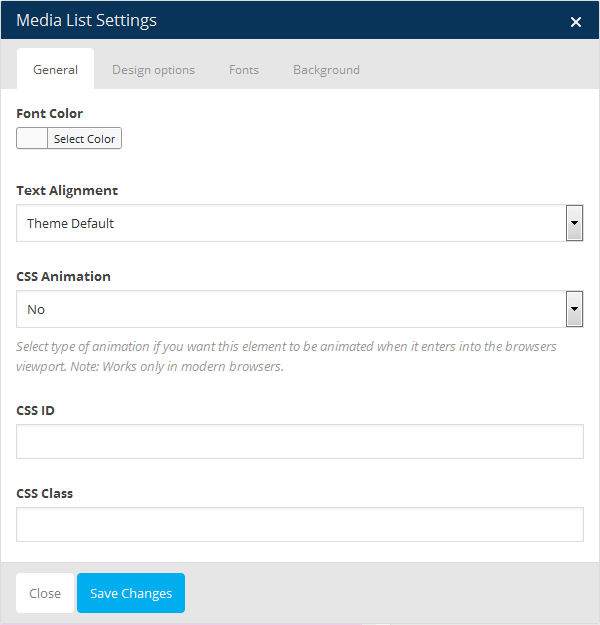 Media List Settings
General Design options Fonts Background
Font Color
Select Color
Text Alignment
Theme Default
CSS Animation
No
Select type of animation if you want this element to be animated when it enters into the browsers
viewport. Note: Works only in modern browsers.
CSS ID
CSS Class
Close Save Changes